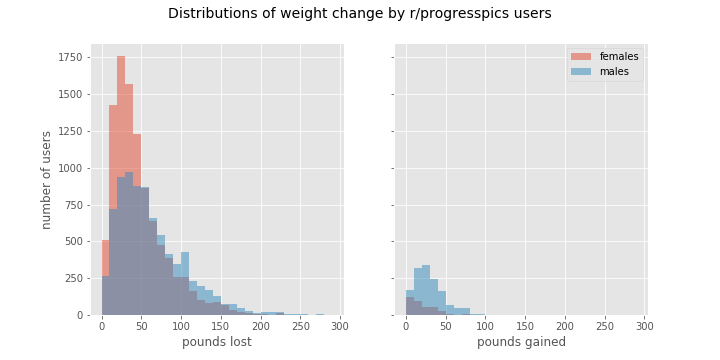 Distributions of weight change by r/progresspics users
number of users
1750
1500
1250
1000
750
500
250
0
0 50 100 150 200 250 300
pounds lost
females
males
0 50 100 150 200 250 300
pounds gained